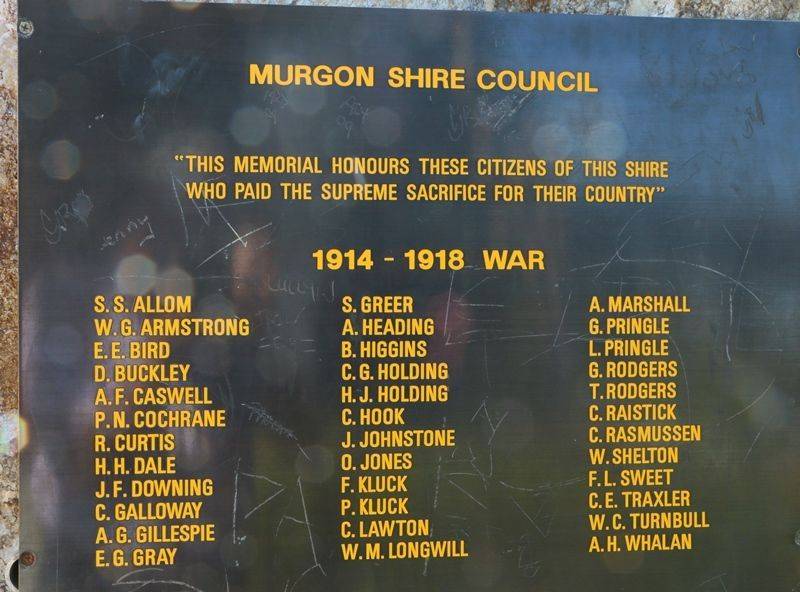 MURGON SHIRE COUNCIL
"THIS MEMORIAL HONOURS THESE CITIZENS OF THIS SHIRE
WHO PAID THE SUPREME SACRIFICE FOR THEIR COUNTRY"
1914 - 1918 WAR
S. S. ALLOM
W. G. ARMSTRONG
E. E. BIRD
D. BUCKLEY
A. F. CASWELL
P. N. COCHRANE
R. CURTIS
H. H. DALE
J. F. DOWNING
C. GALLOWAY
A. G. GILLESPIE
E. G. GRAY
S. GREER
A. HEADING
B. HIGGINS
C. G. HOLDING
H. J. HOLDING
C. HOOK
J. JOHNSTONE
O. JONES
F. KLUCK
P. KLUCK
C. LAWTON
W. M. LONGWILL
A. MARSHALL
G. PRINGLE
L. PRINGLE
G. RODGERS
T. RODGERS
C. RAISTICK
C. RASMUSSEN
W. SHELTON
F. L. SWEET
C. E. TRAXLER
W. C. TURNBULL
A. H. WHALAN